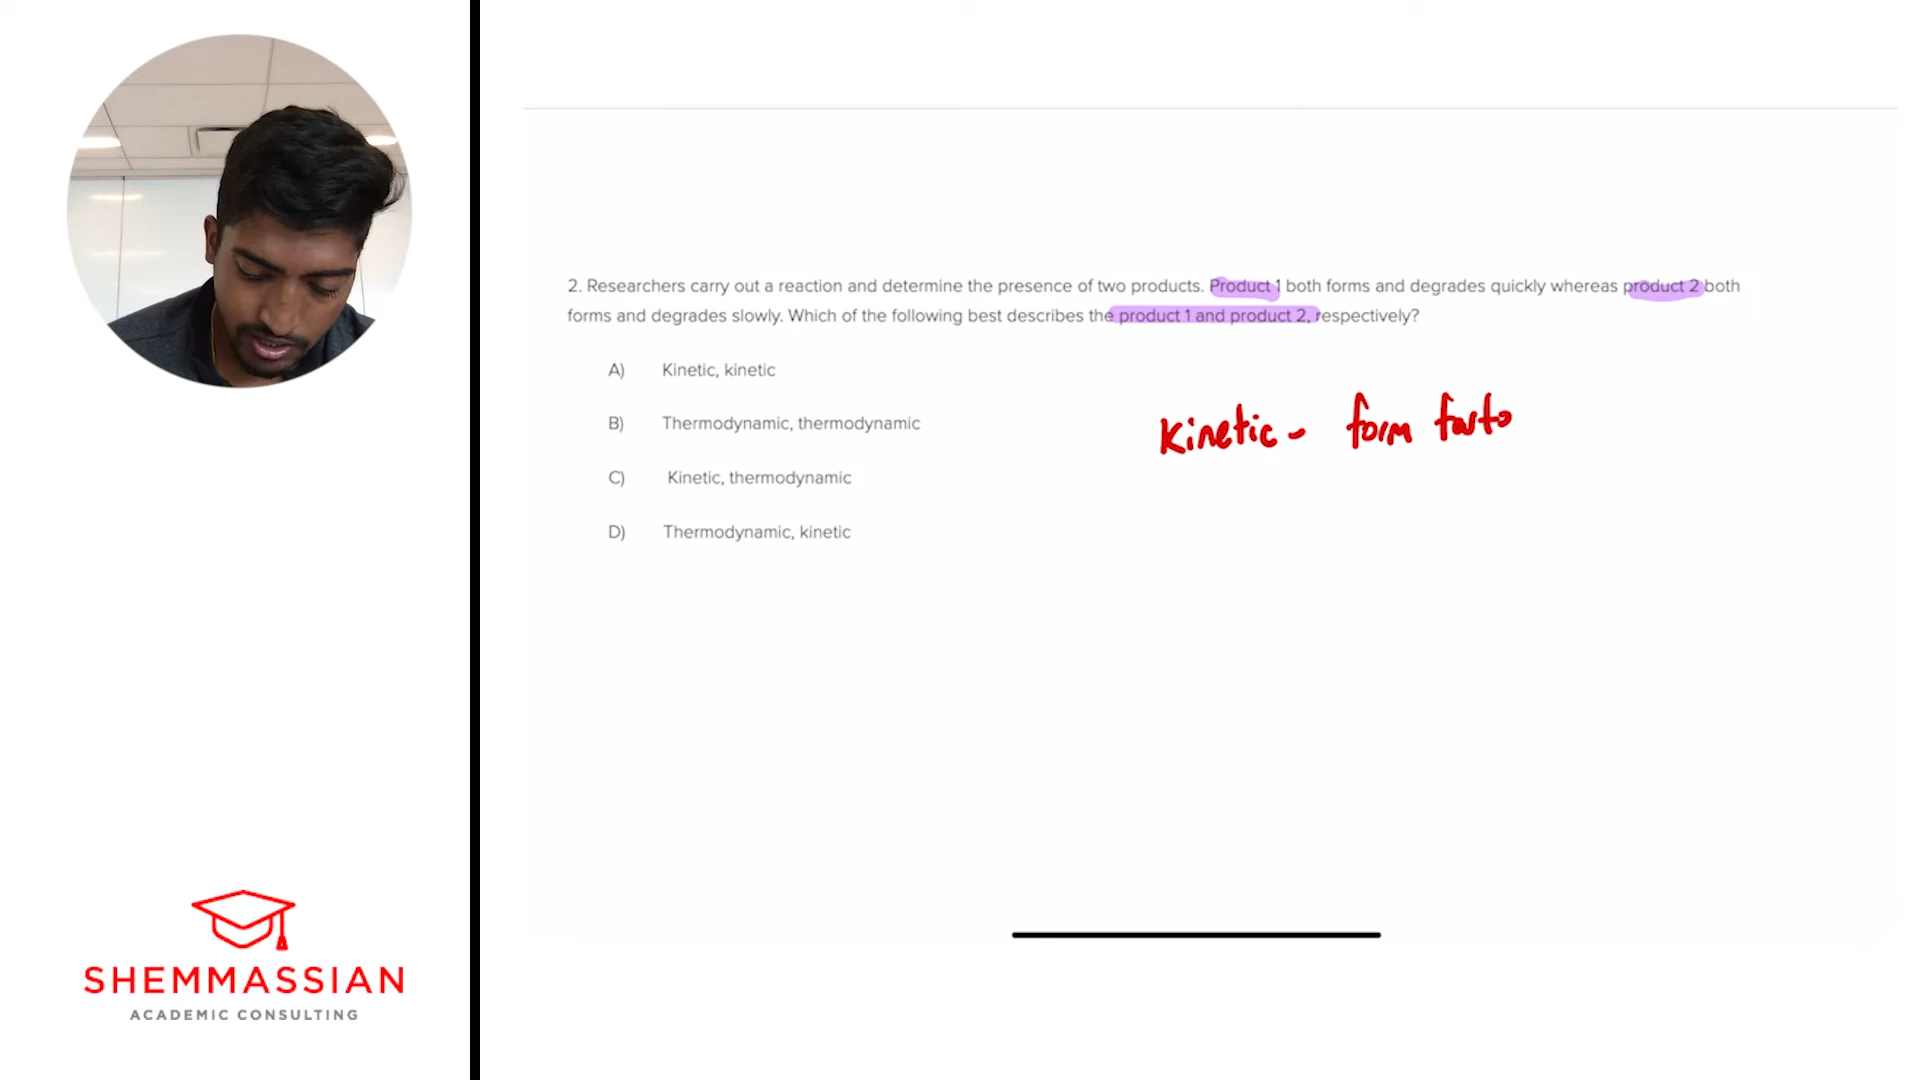 2. Researchers carry out a reaction and determine the presence of two products. Product 1 both forms and degrades quickly whereas product 2 both
forms and degrades slowly. Which of the following best describes the product 1 and product 2, respectively?
A) Kinetic, kinetic
B) Thermodynamic, thermodynamic
C) Kinetic, thermodynamic
D) Thermodynamic, kinetic
Kinetic - form
SHEMMASSIAN
ACADEMIC CONSULTING